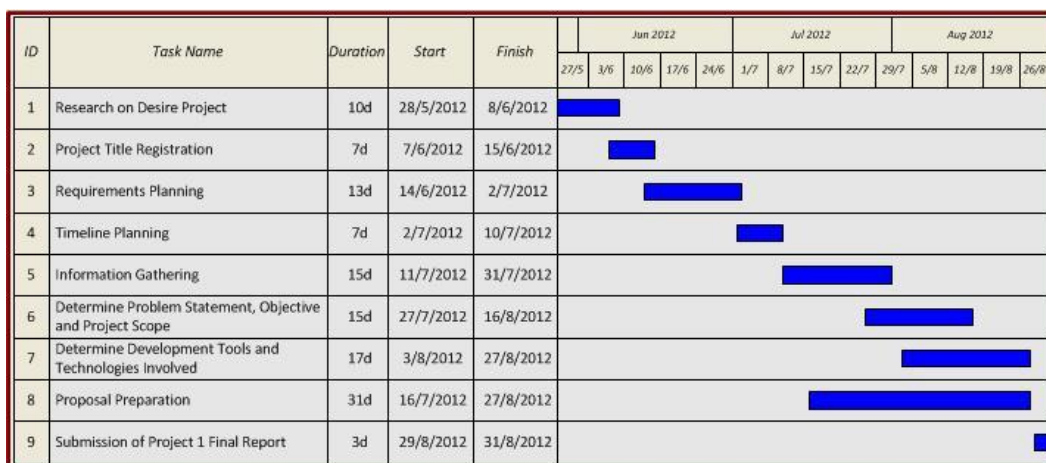 ID Task Name Duration Start Finish Jun 2012 Jul 2012 Aug 2012
27/5 3/6 10/6 17/6 24/6 1/7 8/7 15/7 22/7 29/7 5/8 12/8 19/8 26/8
1 Research on Desire Project 10d 28/5/2012 8/6/2012
2 Project Title Registration 7d 7/6/2012 15/6/2012
3 Requirements Planning 13d 14/6/2012 2/7/2012
4 Timeline Planning 7d 2/7/2012 10/7/2012
5 Information Gathering 15d 11/7/2012 31/7/2012
6 Determine Problem Statement, Objective
and Project Scope 15d 27/7/2012 16/8/2012
7 Determine Development Tools and
Technologies Involved 17d 3/8/2012 27/8/2012
8 Proposal Preparation 31d 16/7/2012 27/8/2012
9 Submission of Project 1 Final Report 3d 29/8/2012 31/8/2012